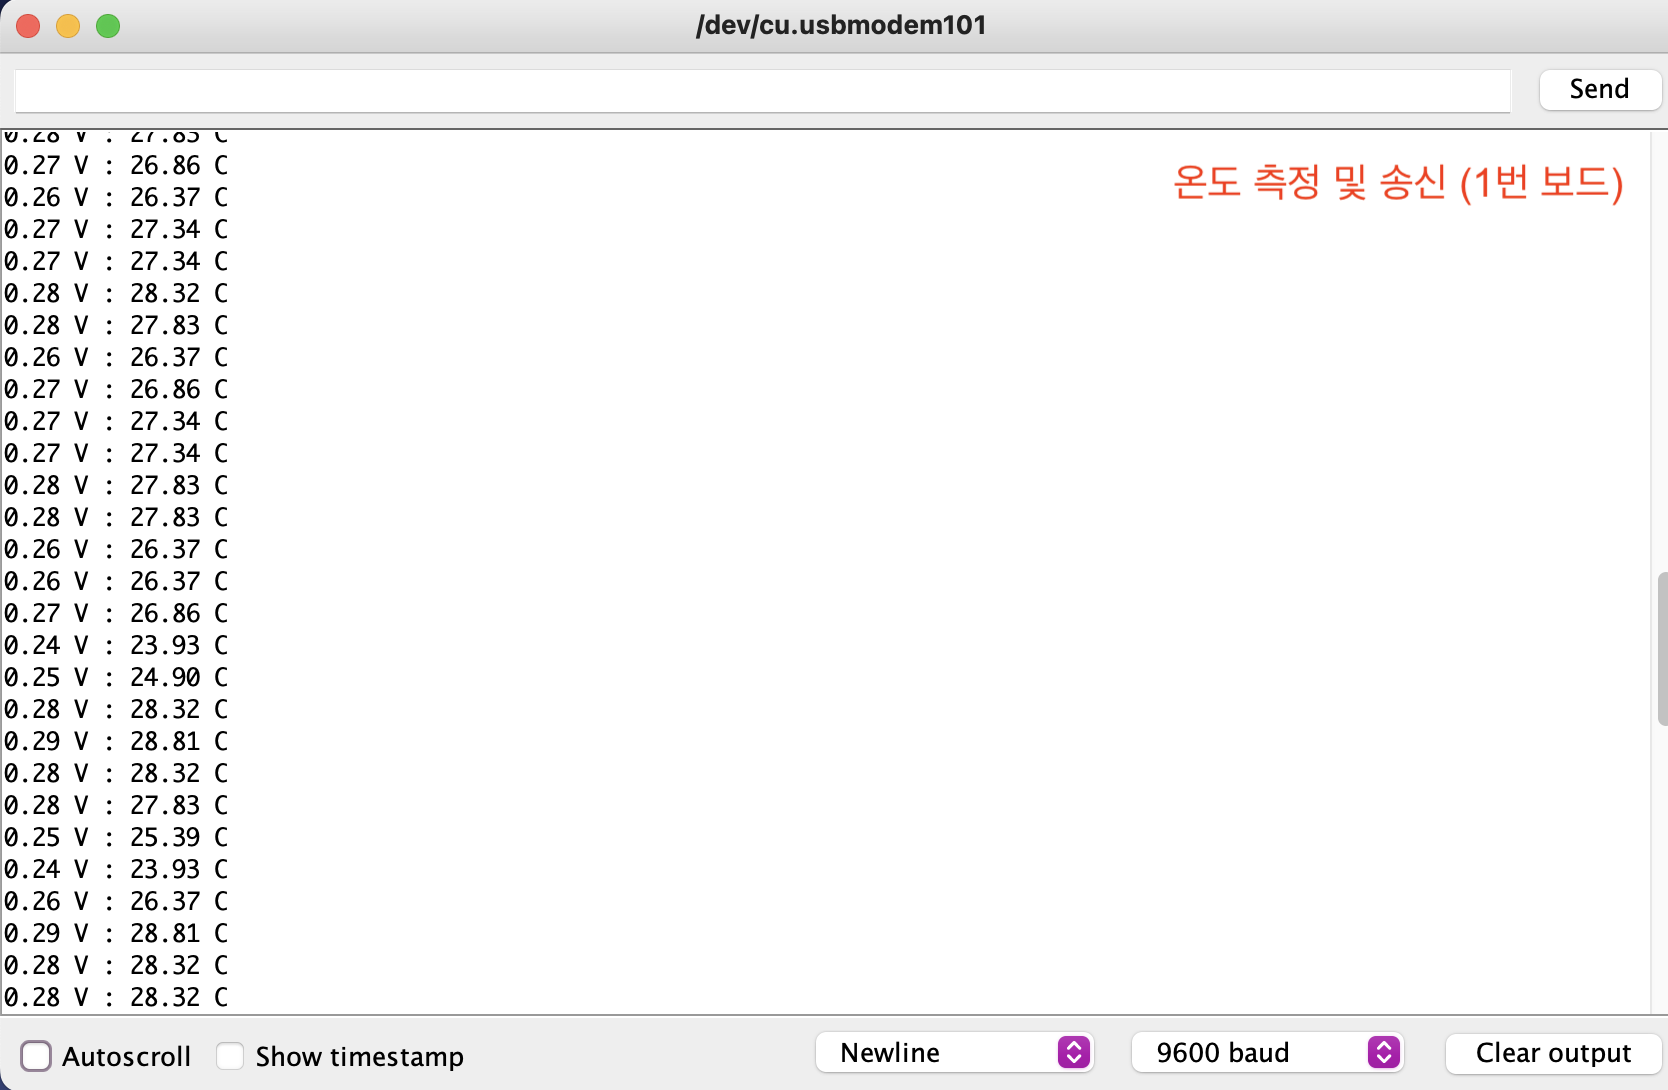 /dev/cu.usbmodem101
Send
0.28 V : 27.83 C
온도 측정 및 송신 (1번 보드)
0.27 V : 26.86 C
0.26 V : 26.37 C
0.27 V : 27.34 C
0.27 V : 27.34 C
0.28 V : 28.32 C
0.28 V : 27.83 C
0.26 V : 26.37 C
0.27 V : 26.86 C
0.27 V : 27.34 C
0.27 V : 27.34 C
0.28 V : 27.83 C
0.28 V : 27.83 C
0.26 V : 26.37 C
0.26 V : 26.37 C
0.27 V : 26.86 C
0.24 V : 23.93 C
0.25 V : 24.90 C
0.28 V : 28.32 C
0.29 V : 28.81 C
0.28 V : 28.32 C
0.28 V : 27.83 C
0.25 V : 25.39 C
0.24 V : 23.93 C
0.26 V : 26.37 C
0.29 V : 28.81 C
0.28 V : 28.32 C
0.28 V : 28.32 C
Autoscroll
Show timestamp
Newline
9600 baud
Clear output